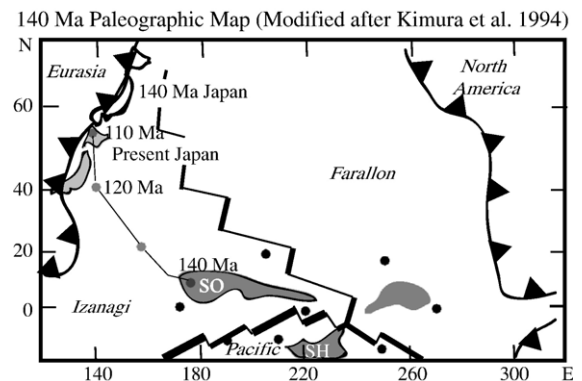 140 Ma Paleographic Map (Modified after Kimura et al. 1994)
N
Eurasia
North
America
140 Ma Japan
60
110 Ma
Present Japan
Farallon
40
120 Ma
20
140 Ma
SO
Izanagi
0
Pacific
SH
140
180
220
260
300
E